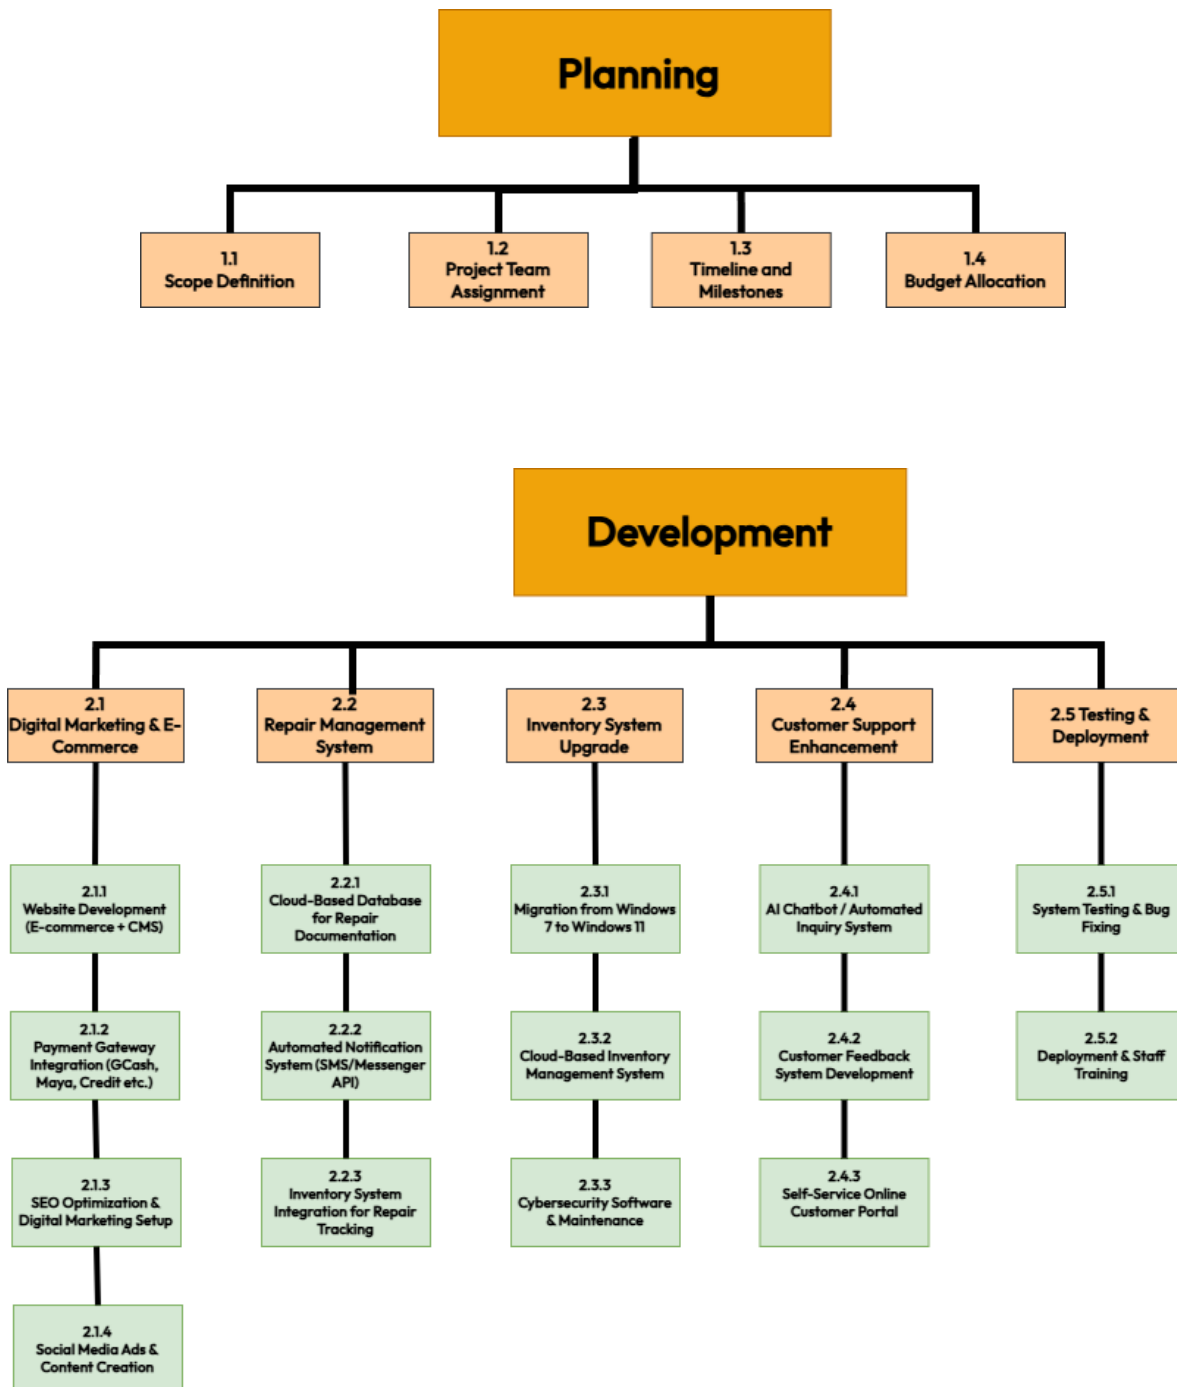 Planning
1.1
Scope Definition
1.2
Project Team
Assignment
1.3
Timeline and
Milestones
1.4
Budget Allocation
Development
2.1
Digital Marketing & E-
Commerce
2.2
Repair Management
System
2.3
Inventory System
Upgrade
2.4
Customer Support
Enhancement
2.5 Testing &
Deployment
2.1.1
Website Development
(E-commerce + CMS)
2.2.1
Cloud-Based Database
for Repair
Documentation
2.3.1
Migration from Windows
7 to Windows 11
2.4.1
AI Chatbot / Automated
Inquiry System
2.5.1
System Testing & Bug
Fixing
2.1.2
Payment Gateway
Integration (GCash,
Maya, Credit etc.)
2.2.2
Automated Notification
System (SMS/Messenger
API)
2.3.2
Cloud-Based Inventory
Management System
2.4.2
Customer Feedback
System Development
2.5.2
Deployment & Staff
Training
2.1.3
SEO Optimization &
Digital Marketing Setup
2.2.3
Inventory System
Integration for Repair
Tracking
2.3.3
Cybersecurity Software
& Maintenance
2.4.3
Self-Service Online
Customer Portal
2.1.4
Social Media Ads &
Content Creation